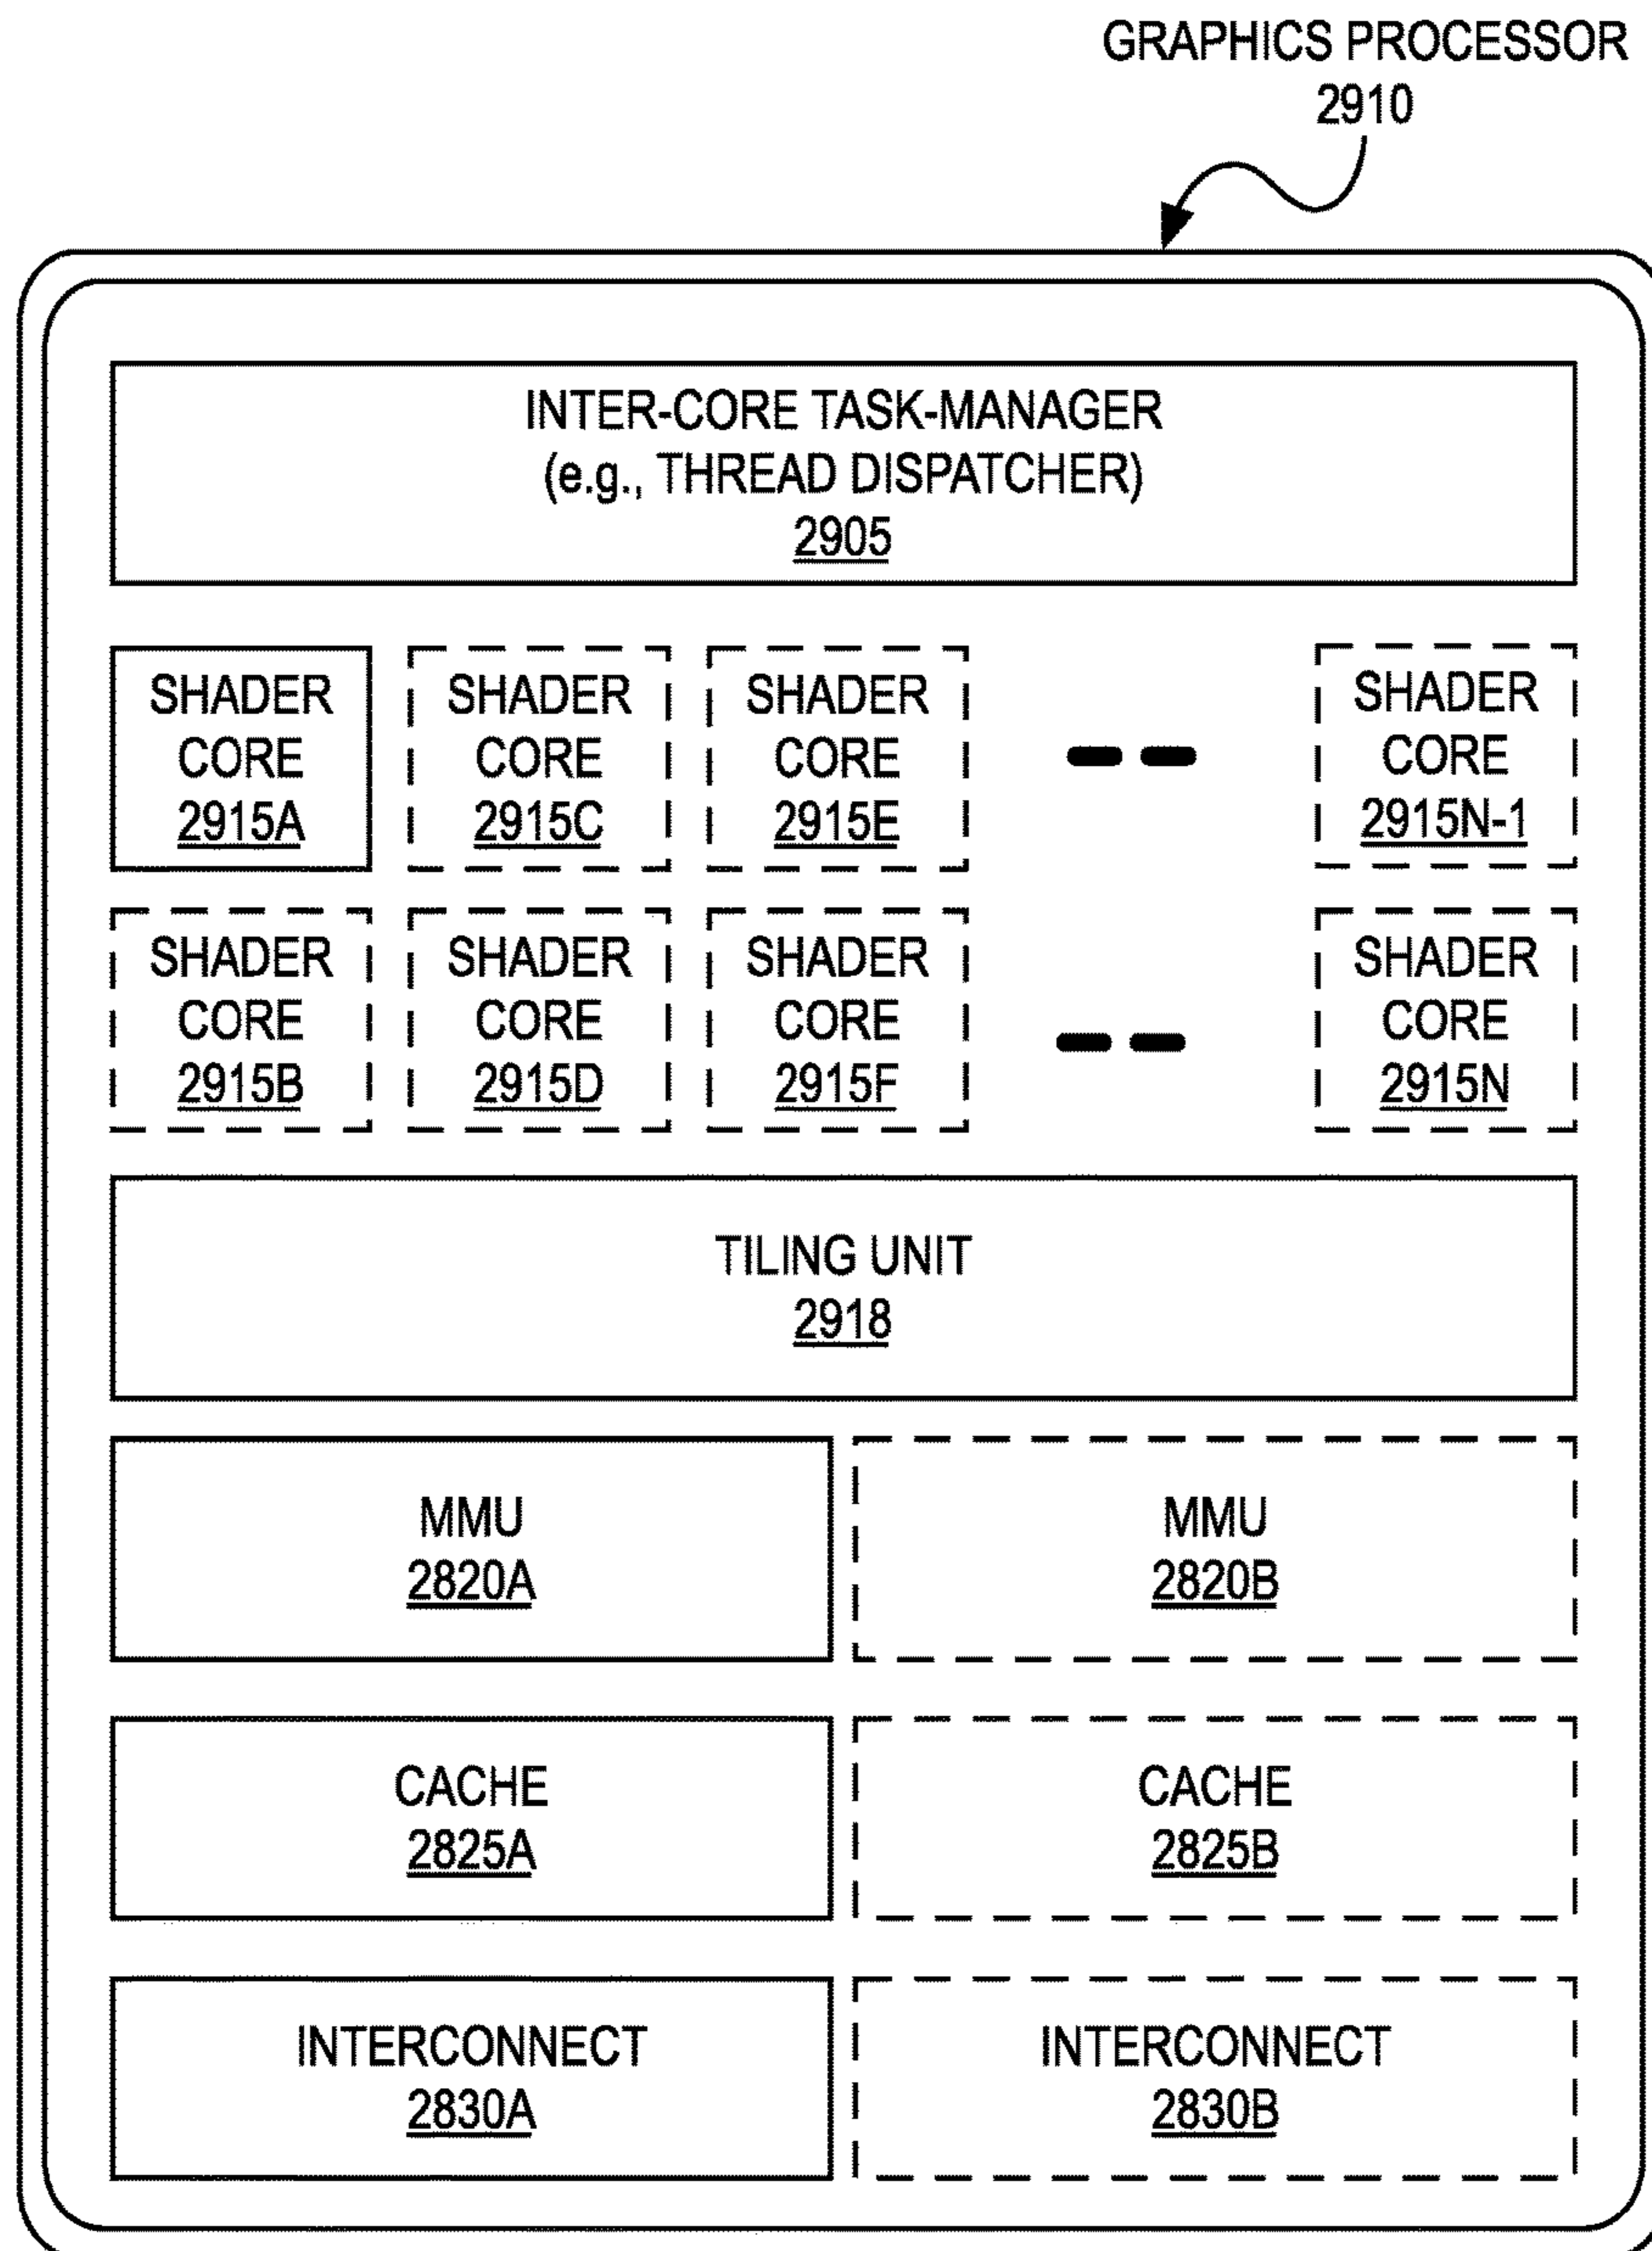 GRAPHICS PROCESSOR
2910
INTER-CORE TASK-MANAGER
(e.g., THREAD DISPATCHER)
2905
SHADER
CORE
2915A
SHADER
CORE
2915C
SHADER
CORE
2915E
SHADER
CORE
2915N-1
SHADER
CORE
2915B
SHADER
CORE
2915D
SHADER
CORE
2915F
SHADER
CORE
2915N
TILING UNIT
2918
MMU
2820A
MMU
2820B
CACHE
2825A
CACHE
2825B
INTERCONNECT
2830A
INTERCONNECT
2830B